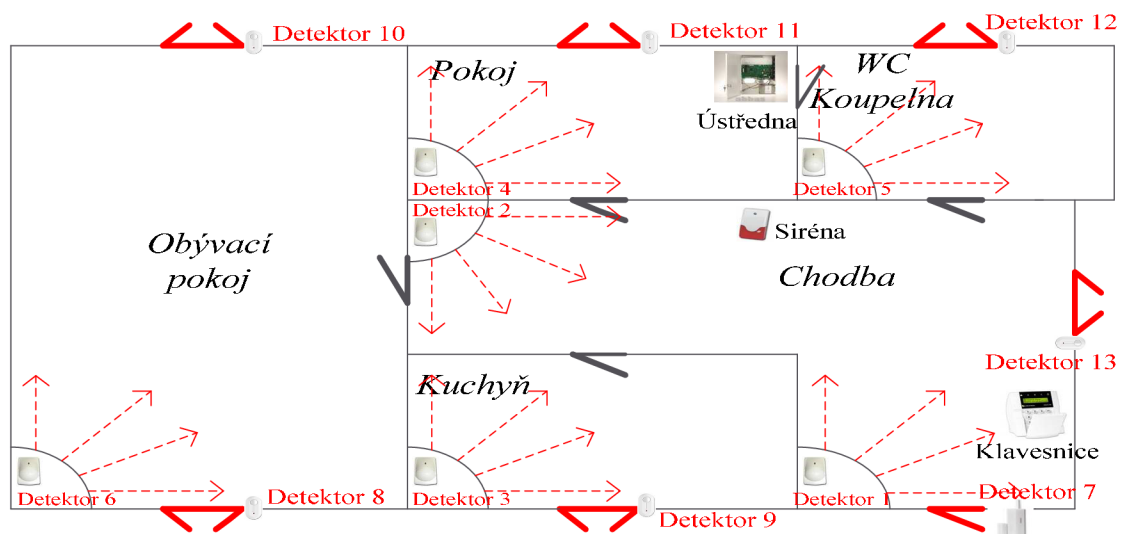 Detektor 10
Detektor 11
Detektor 12
Pokoj
WC
Koupelna
Ústředna
Detektor 4
Detektor 5
Detektor 2
Siréna
Obývací
pokoj
Chodba
Detektor 13
Kuchyň
Klavesnice
Detektor 6
Detektor 8
Detektor 3
Detektor 9
Detektor 1
Detektor 7